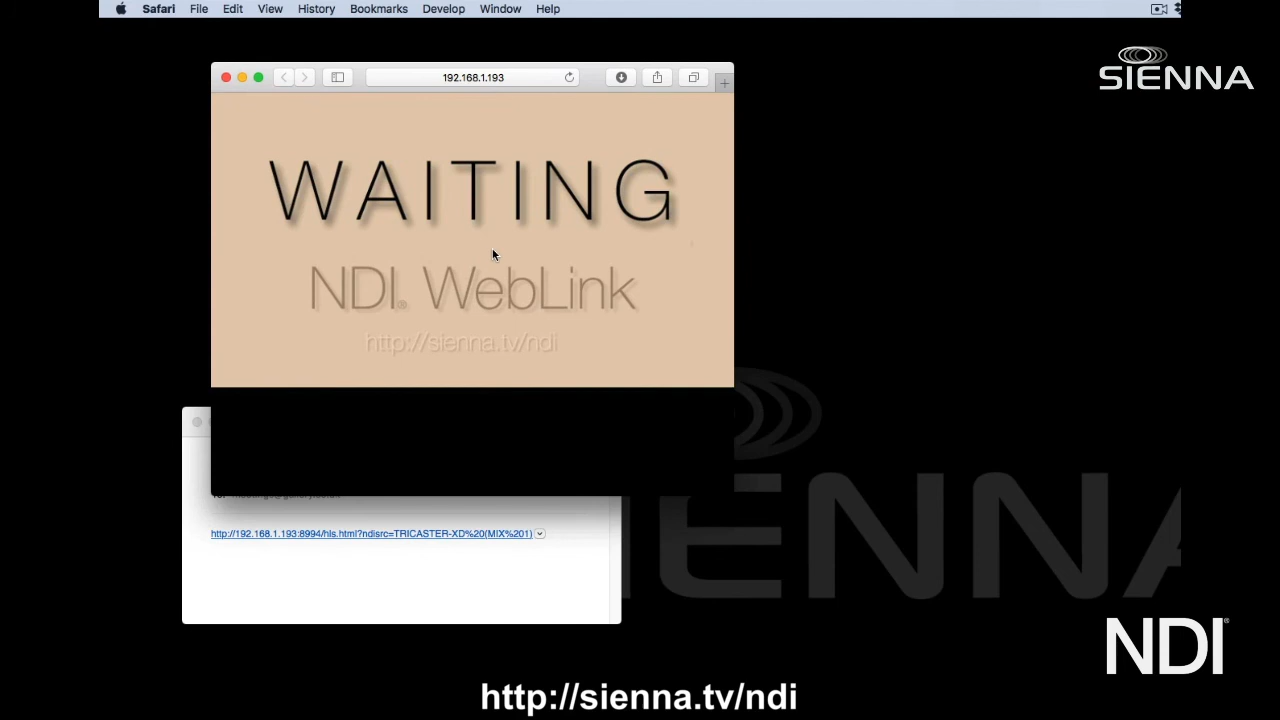 Safari File Edit View History Bookmarks Develop Window Help
SIENNA
192.168.1.193
WAITING
NDI® WebLink
http://sienna.tv/ndi
http://192.168.1.193:8994/hls.html?ndisrc=TRICASTER-XD%20(MIX%201)
SIENNA
NDI®
http://sienna.tv/ndi